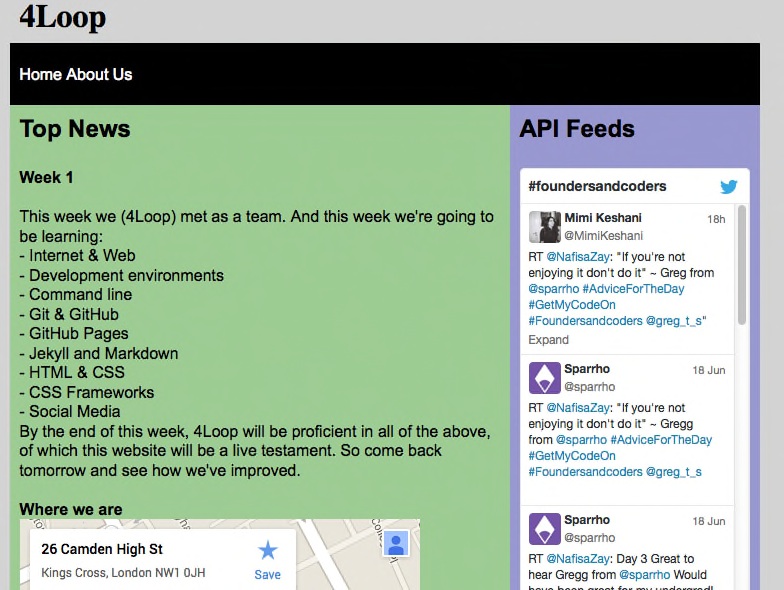 4Loop
Home About Us
Top News
Week 1
This week we (4Loop) met as a team. And this week we're going to
be learning:
- Internet & Web
- Development environments
- Command line
- Git & GitHub
- GitHub Pages
- Jekyll and Markdown
- HTML & CSS
- CSS Frameworks
- Social Media
By the end of this week, 4Loop will be proficient in all of the above,
of which this website will be a live testament. So come back
tomorrow and see how we've improved.
Where we are
26 Camden High St
Kings Cross, London NW1 0JH
Save
API Feeds
#foundersandcoders
Mimi Keshani 18h
@MimiKeshani
RT @NafisaZay: "If you're not
enjoying it don't do it" ~ Greg from
@sparrho #AdviceForTheDay
#GetMyCodeOn
#Foundersandcoders @greg_t_s"
Expand
Sparrho 18 Jun
@sparrho
RT @NafisaZay: "If you're not
enjoying it don't do it" ~ Gregg
from @sparrho #AdviceForTheDay
#GetMyCodeOn
#Foundersandcoders @greg_t_s
Sparrho 18 Jun
@sparrho
RT @NafisaZay: Day 3 Great to
hear Gregg from @sparrho Would
have been great for my undergrad!